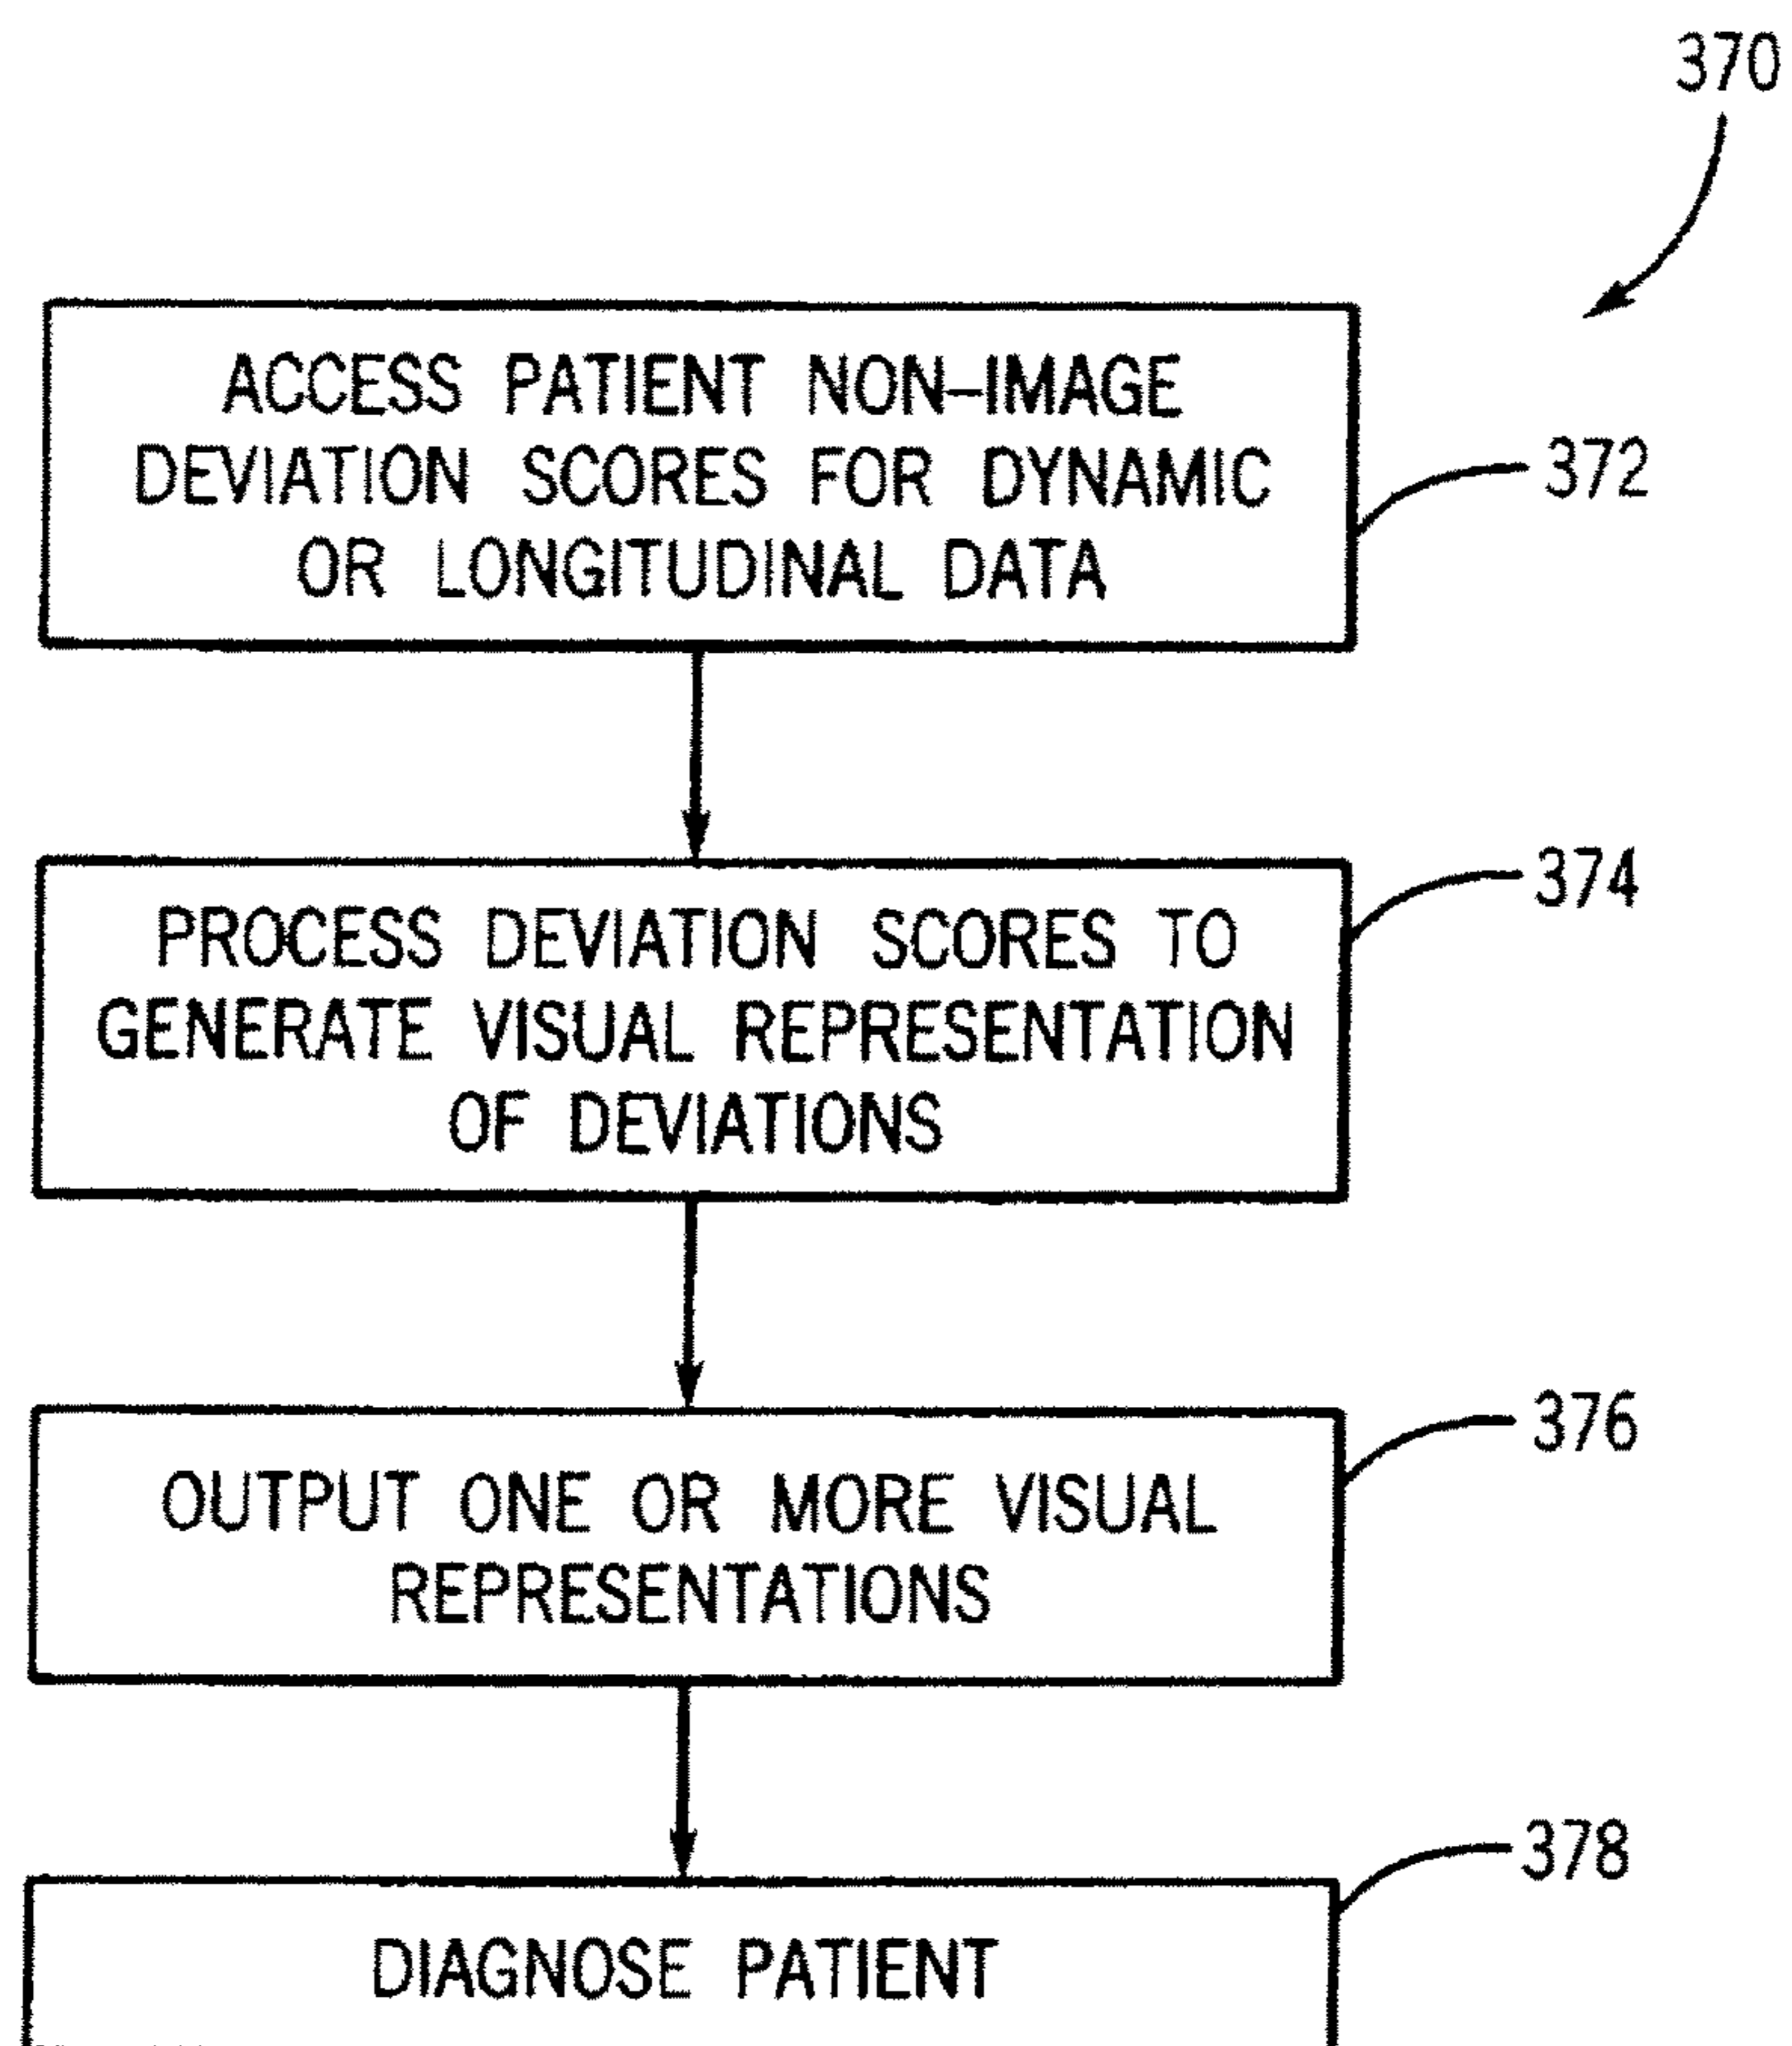 370
ACCESS PATIENT NON-IMAGE
DEVIATION SCORES FOR DYNAMIC
OR LONGITUDINAL DATA
372
PROCESS DEVIATION SCORES TO
GENERATE VISUAL REPRESENTATION
OF DEVIATIONS
374
OUTPUT ONE OR MORE VISUAL
REPRESENTATIONS
376
DIAGNOSE PATIENT
378